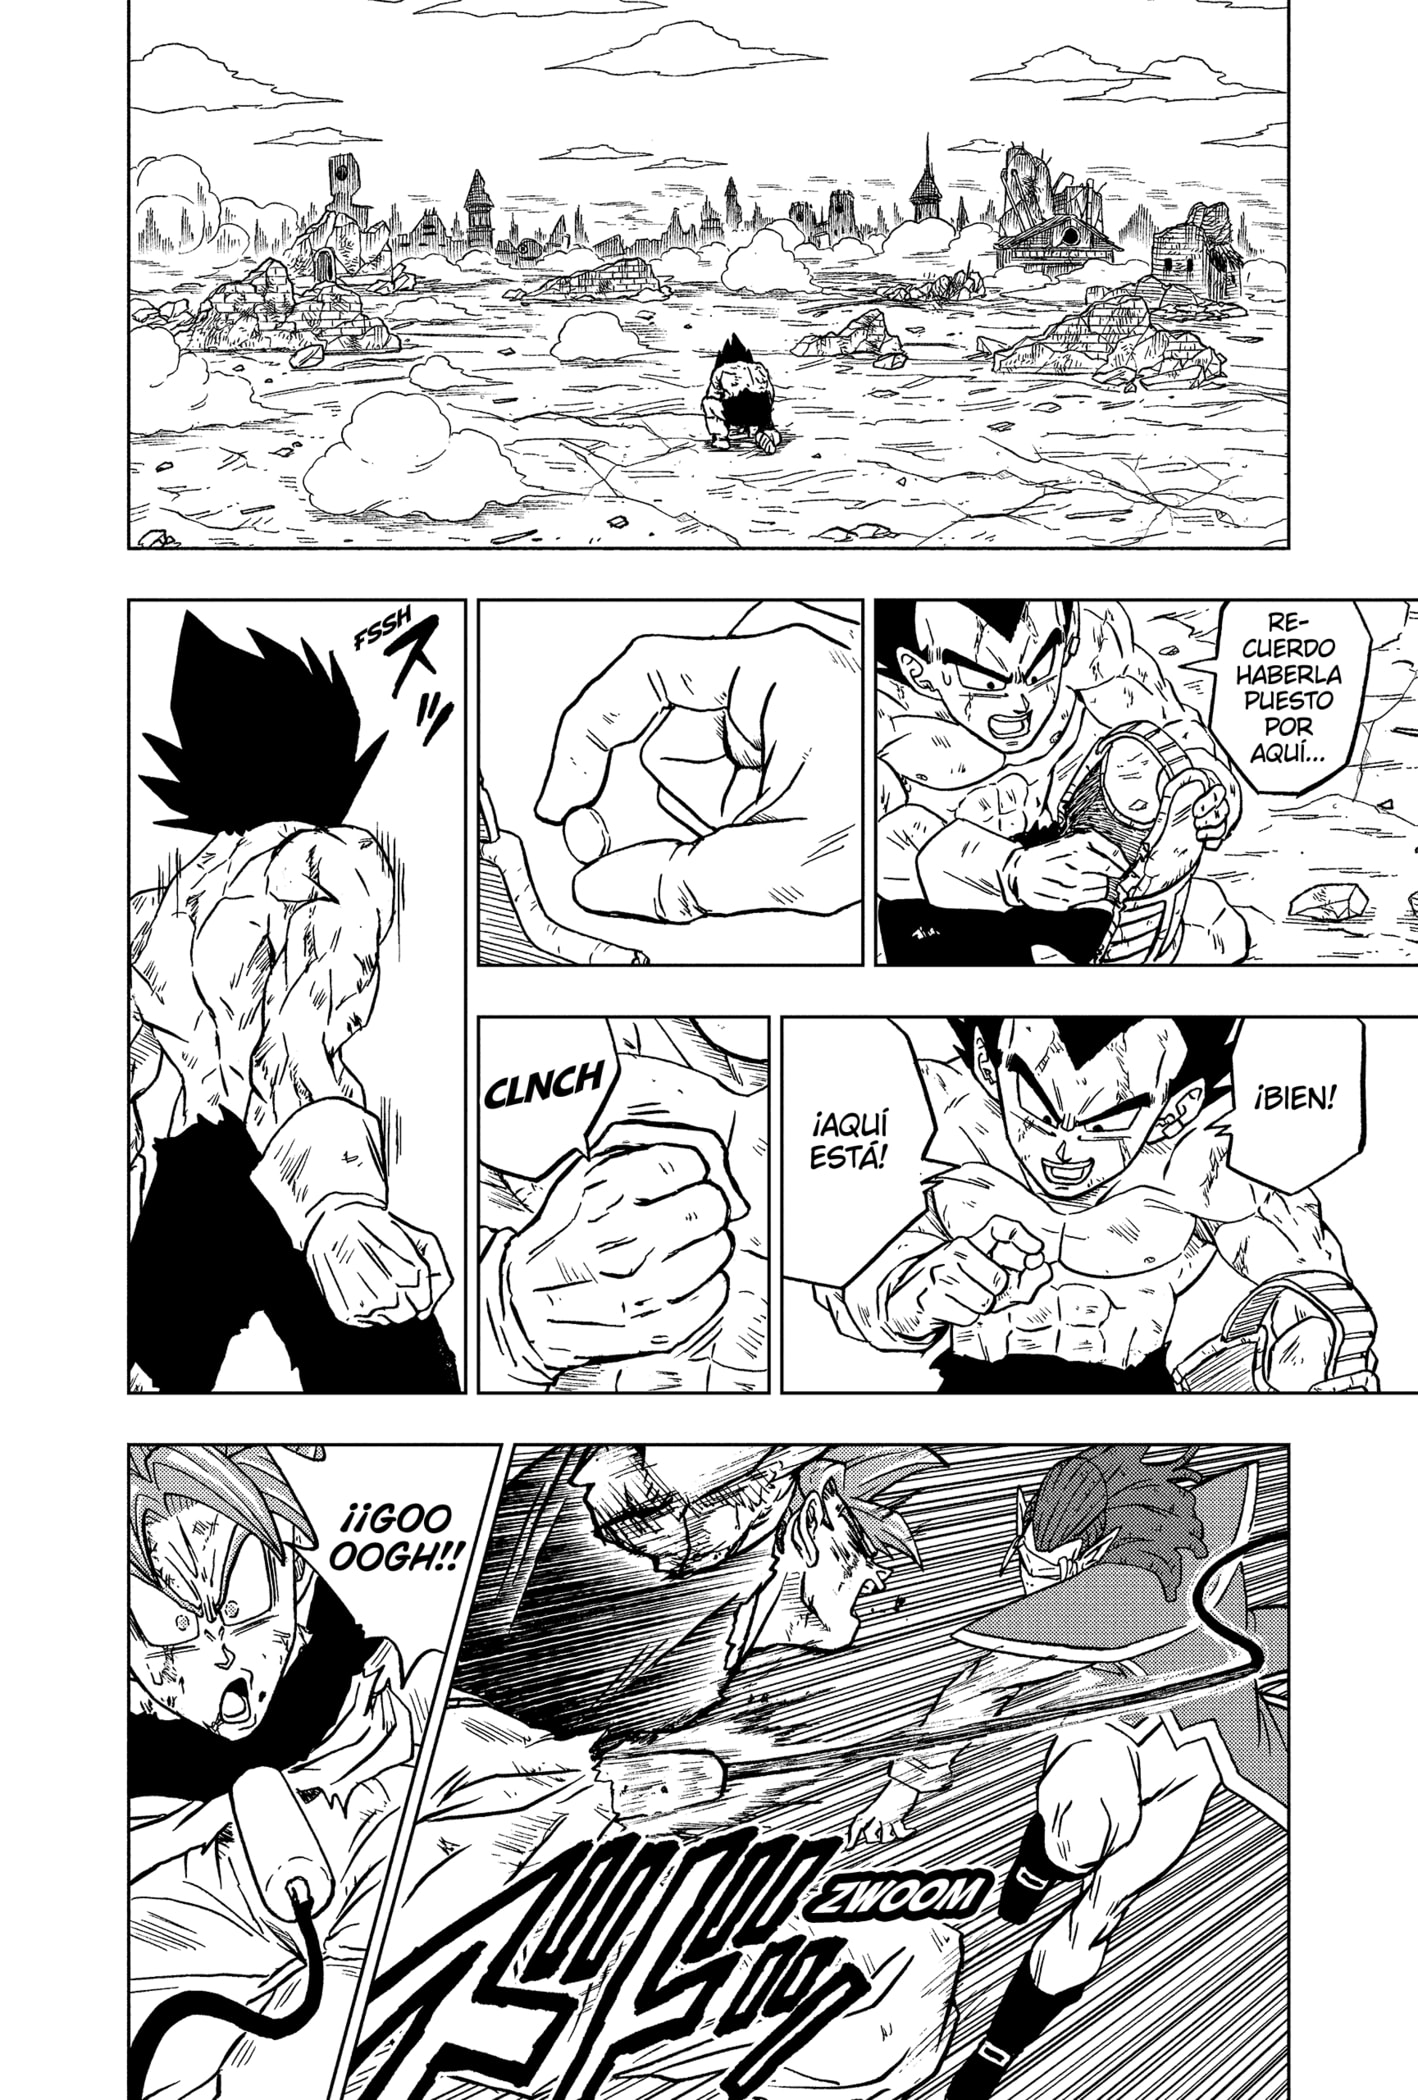 RE-
CUERDO
HABERLA
PUESTO
POR
AQUÍ...
FSSH
スッ
¡BIEN!
¡AQUÍ
ESTÁ!
CLNCH
ZWOOM
¡¡GOO
OOGH!!